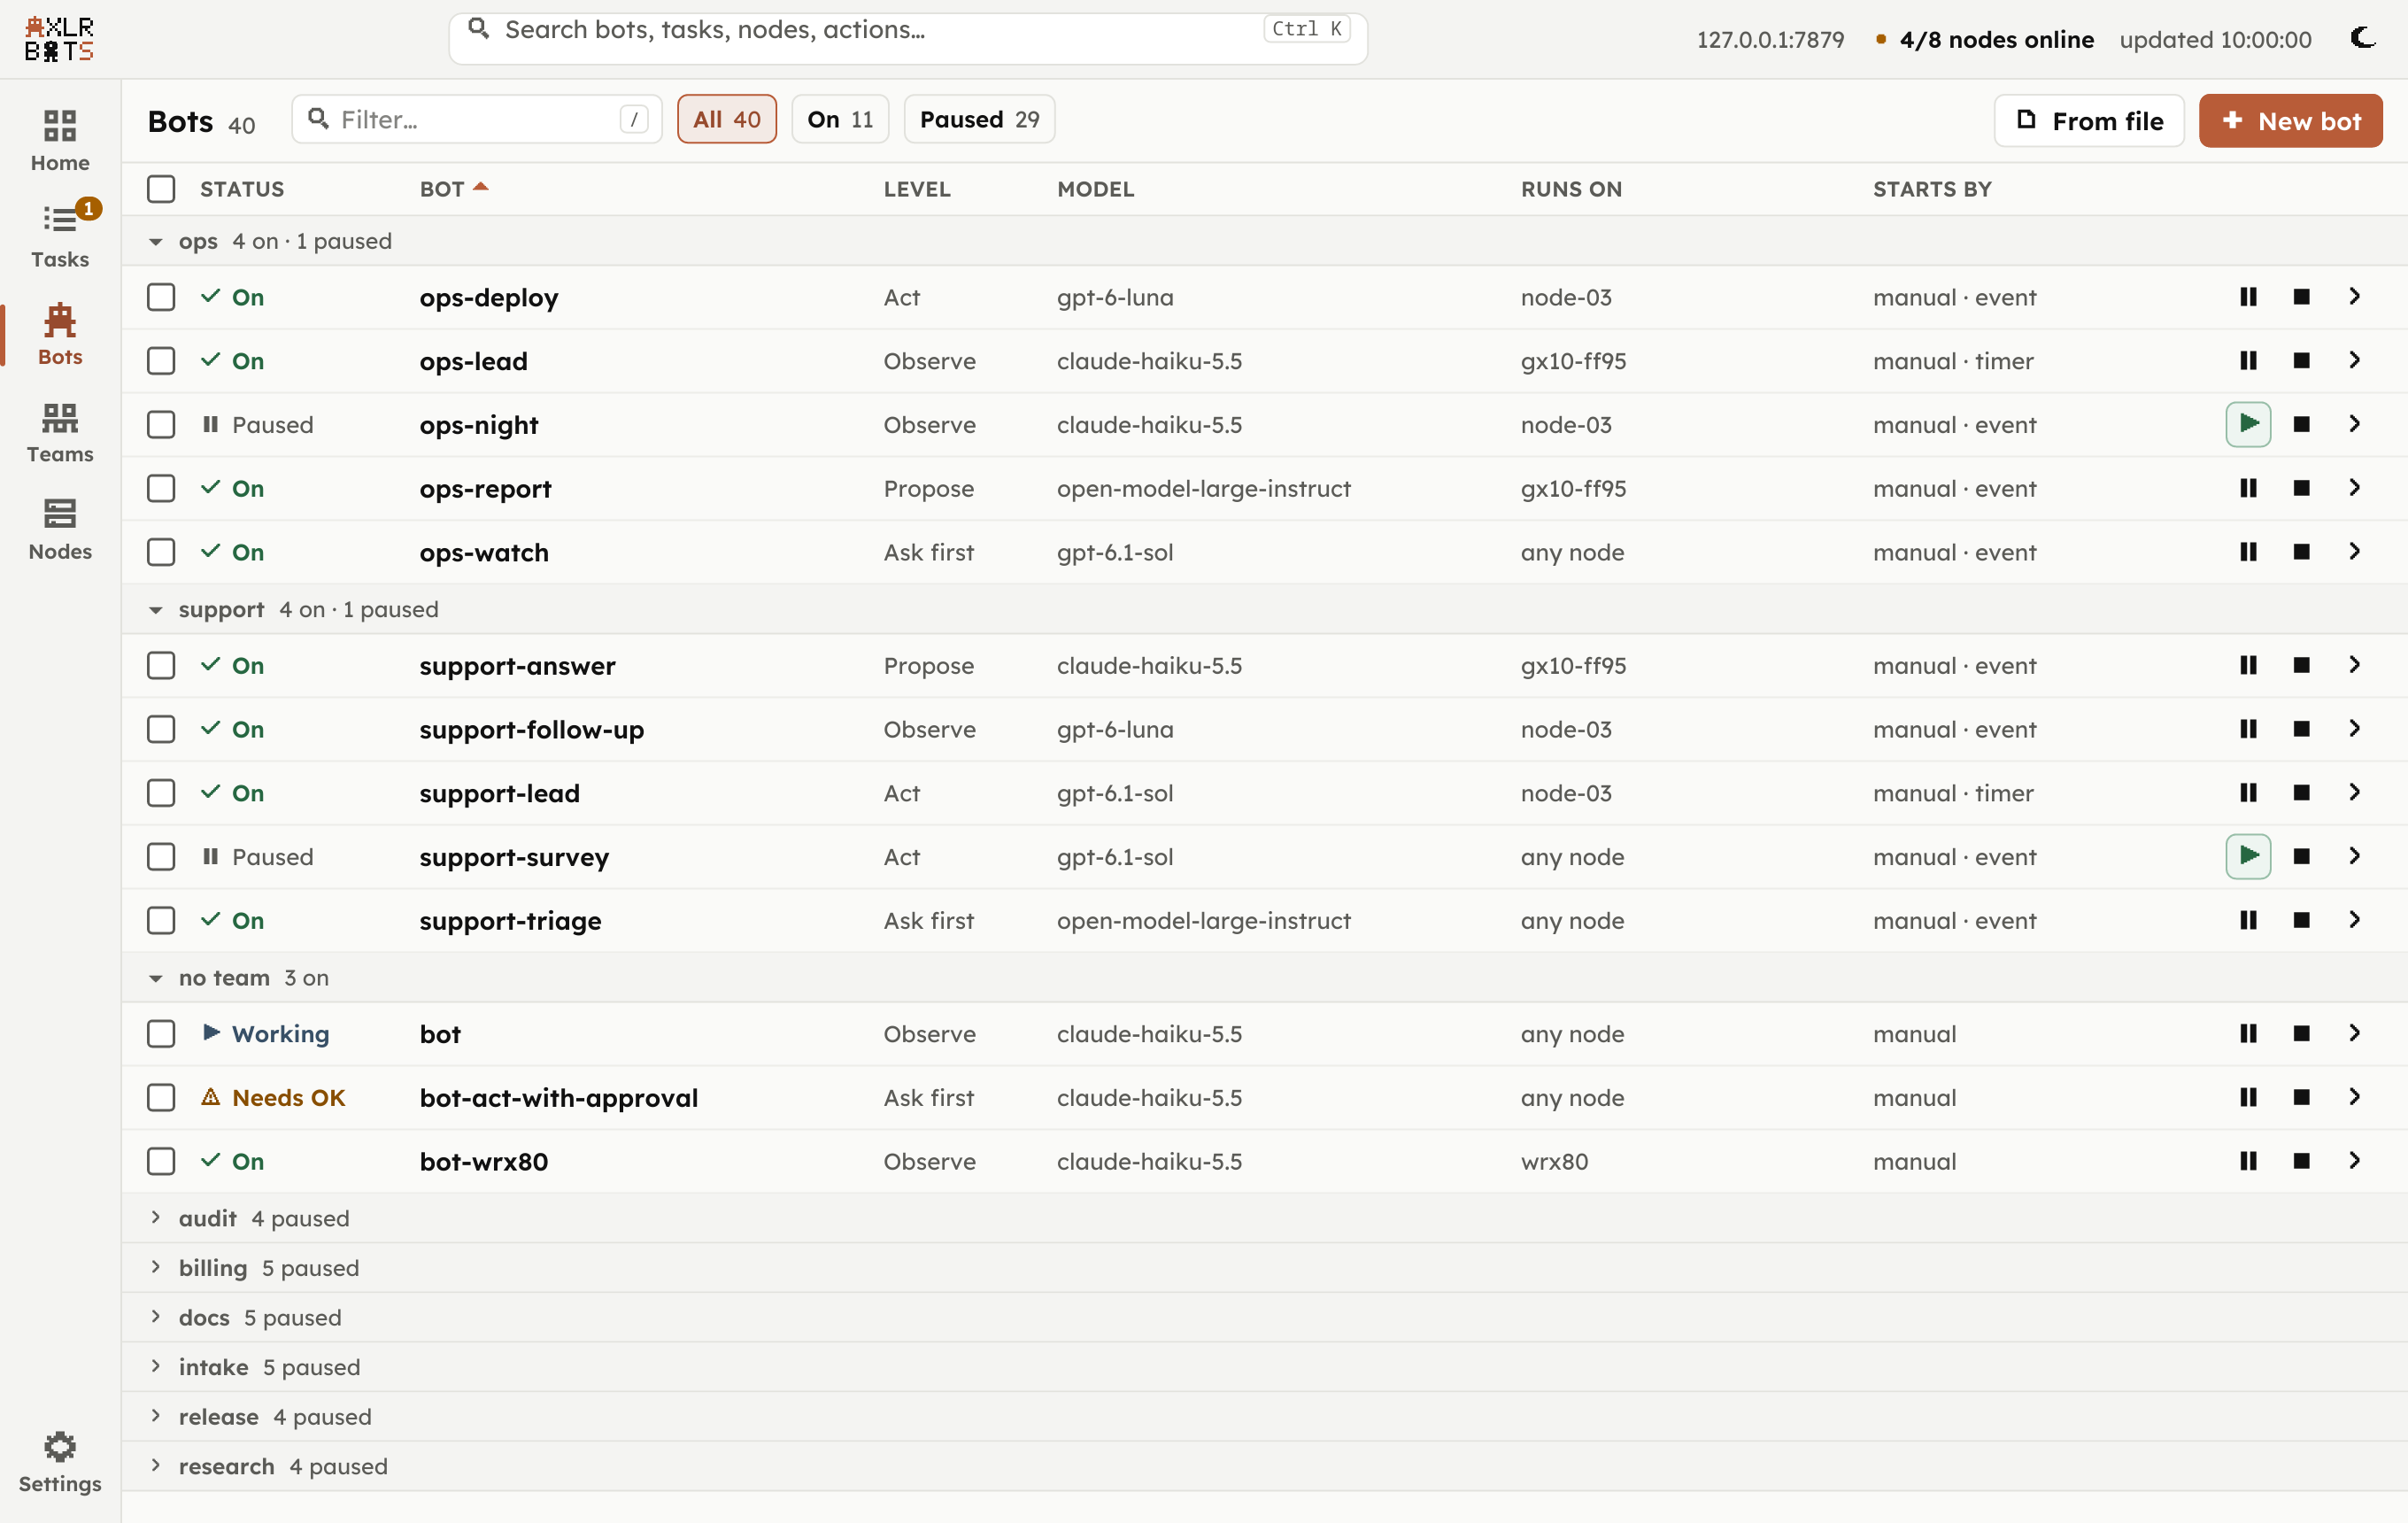 AXLR
BOTS
Search bots, tasks, nodes, actions... Ctrl K
127.0.0.1:7879 4/8 nodes online updated 10:00:00
Home
Tasks 1
Bots
Teams
Nodes
Settings
Bots 40 Filter... / All 40 On 11 Paused 29 From file New bot
STATUS BOT LEVEL MODEL RUNS ON STARTS BY
ops 4 on · 1 paused
On ops-deploy Act gpt-6-luna node-03 manual · event
On ops-lead Observe claude-haiku-5.5 gx10-ff95 manual · timer
Paused ops-night Observe claude-haiku-5.5 node-03 manual · event
On ops-report Propose open-model-large-instruct gx10-ff95 manual · event
On ops-watch Ask first gpt-6.1-sol any node manual · event
support 4 on · 1 paused
On support-answer Propose claude-haiku-5.5 gx10-ff95 manual · event
On support-follow-up Observe gpt-6-luna node-03 manual · event
On support-lead Act gpt-6.1-sol node-03 manual · timer
Paused support-survey Act gpt-6.1-sol any node manual · event
On support-triage Ask first open-model-large-instruct any node manual · event
no team 3 on
Working bot Observe claude-haiku-5.5 any node manual
Needs OK bot-act-with-approval Ask first claude-haiku-5.5 any node manual
On bot-wrx80 Observe claude-haiku-5.5 wrx80 manual
audit 4 paused
billing 5 paused
docs 5 paused
intake 5 paused
release 4 paused
research 4 paused